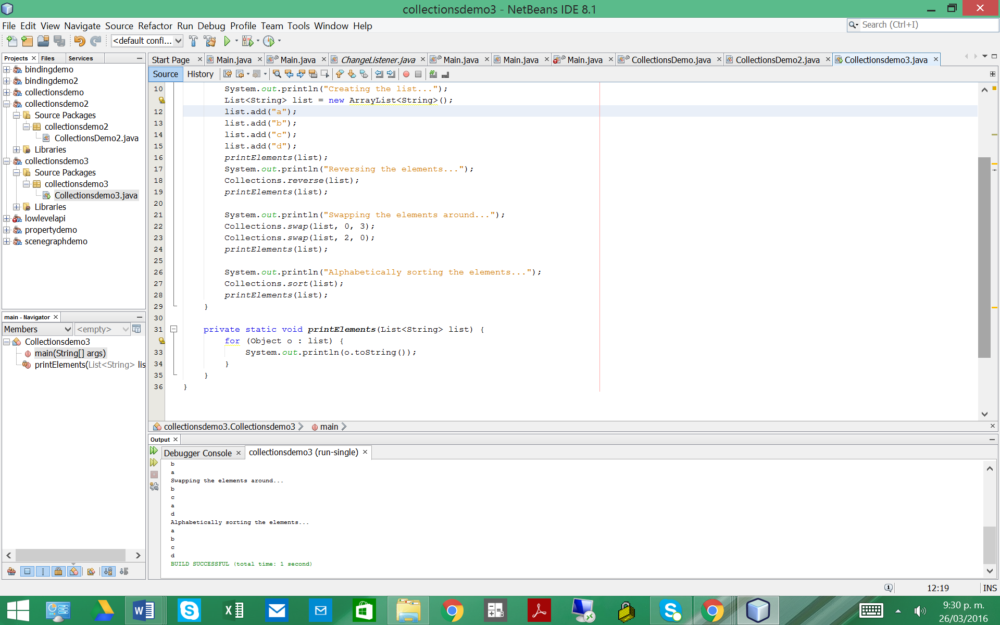 collectionsdemo3 - NetBeans IDE 8.1
File Edit View Navigate Source Refactor Run Debug Profile Team Tools Window Help
Search (Ctrl+I)
<default confi...
Projects
Files
Services
Start Page
Main.java
Main.java
ChangeListener.java
Main.java
Main.java
Main.java
CollectionsDemo.java
CollectionsDemo2.java
Collectionsdemo3.java
bindingdemo
bindingdemo2
collectionsdemo
collectionsdemo2
Source Packages
collectionsdemo2
CollectionsDemo2.java
Libraries
collectionsdemo3
Source Packages
collectionsdemo3
Collectionsdemo3.java
Libraries
lowlevelapi
propertydemo
scenegraphdemo
main - Navigator
Members
<empty>
Collectionsdemo3
main(String[] args)
printElements(List<String> lis
Source History
10 System.out.println("Creating the list...");
List<String> list = new ArrayList<String>();
12 list.add("a");
13 list.add("b");
14 list.add("c");
15 list.add("d");
16 printElements(list);
17 System.out.println("Reversing the elements...");
18 Collections.reverse(list);
19 printElements(list);
20
21 System.out.println("Swapping the elements around...");
22 Collections.swap(list, 0, 3);
23 Collections.swap(list, 2, 0);
24 printElements(list);
25
26 System.out.println("Alphabetically sorting the elements...");
27 Collections.sort(list);
28 printElements(list);
29 }
30
31 private static void printElements(List<String> list) {
for (Object o : list) {
33 System.out.println(o.toString());
34 }
35 }
36 }
collectionsdemo3.Collectionsdemo3 main
Output
Debugger Console
collectionsdemo3 (run-single)
b
a
Swapping the elements around...
b
c
a
d
Alphabetically sorting the elements...
a
b
c
d
BUILD SUCCESSFUL (total time: 1 second)
12:19
INS
9:30 p. m.
26/03/2016